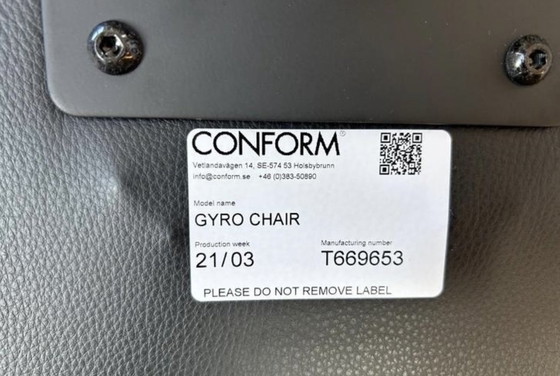 CONFORM®
Vetlandavägen 14, SE-574 53 Holsbybrunn
info@conform.se +46 (0)383-50890
Model name
GYRO CHAIR
Production week Manufacturing number
21/03 T669653
PLEASE DO NOT REMOVE LABEL